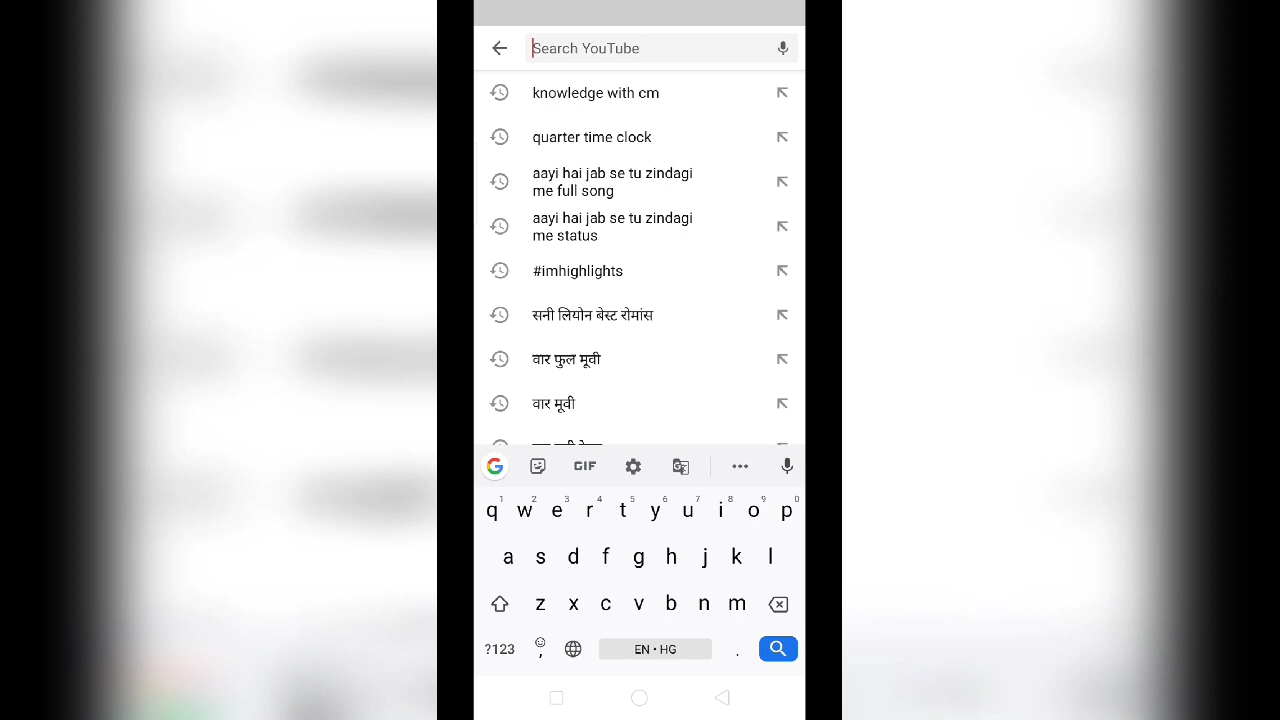 Search YouTube
knowledge with cm
quarter time clock
aayi hai jab se tu zindagi
me full song
aayi hai jab se tu zindagi
me status
#imhighlights
सनी लियोन बेस्ट रोमांस
वार फुल मूवी
वार मूवी
G GIF
1 2 3 4 5 6 7 8 9 0
q w e r t y u i o p
a s d f g h j k l
z x c v b n m
?123 , EN • HG .